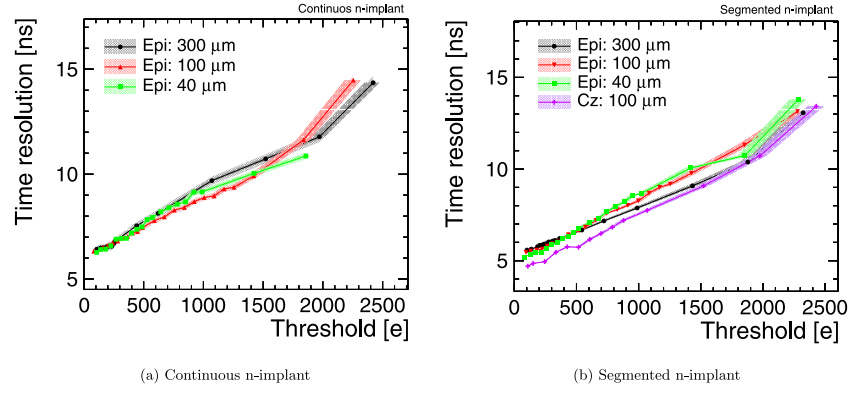 Continuos n-implant
Time resolution [ns]
Epi: 300 μm
Epi: 100 μm
Epi: 40 μm
15
10
5
0 500 1000 1500 2000 2500
Threshold [e]
(a) Continuous n-implant
Segmented n-implant
Time resolution [ns]
Epi: 300 μm
Epi: 100 μm
Epi: 40 μm
Cz: 100 μm
15
10
5
0 500 1000 1500 2000 2500
Threshold [e]
(b) Segmented n-implant